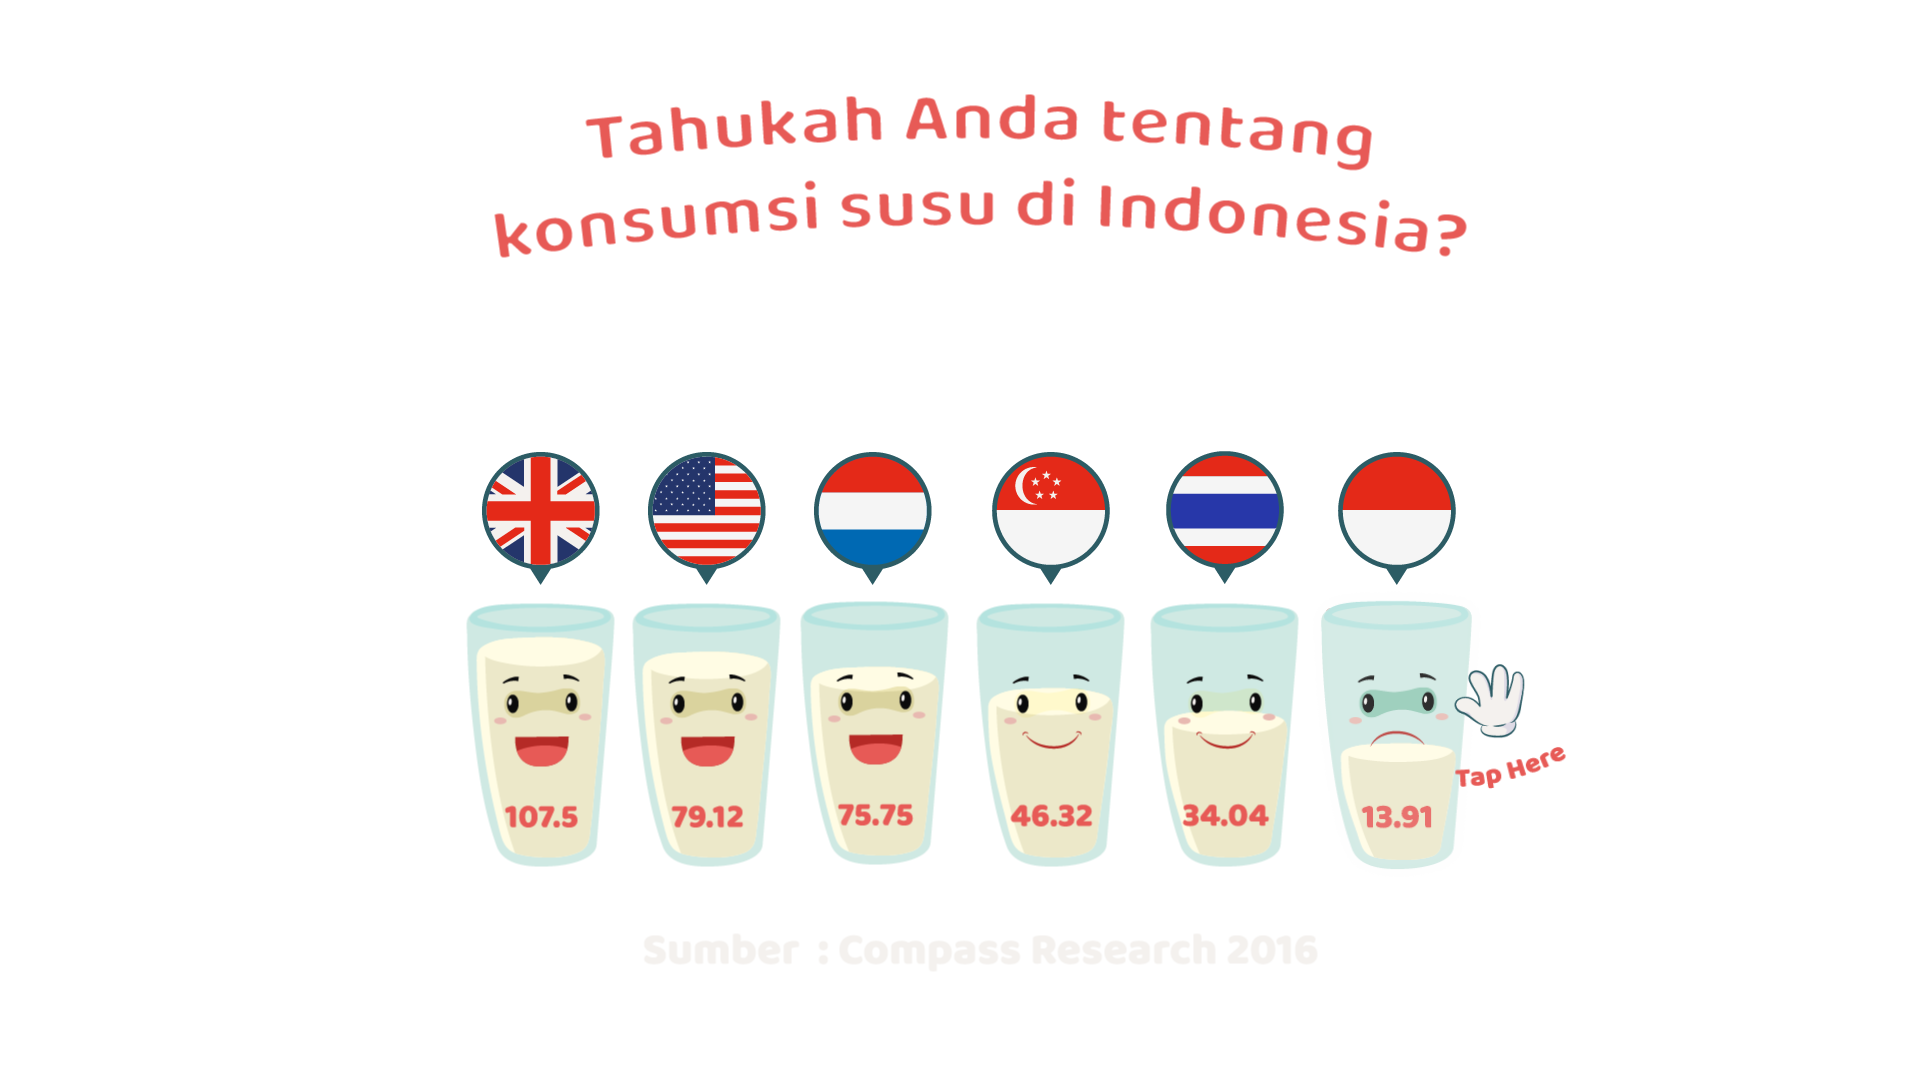 Tahukah Anda tentang
konsumsi susu di Indonesia?
107.5
79.12
75.75
46.32
34.04
13.91
Tap Here
Sumber : Compass Research 2016